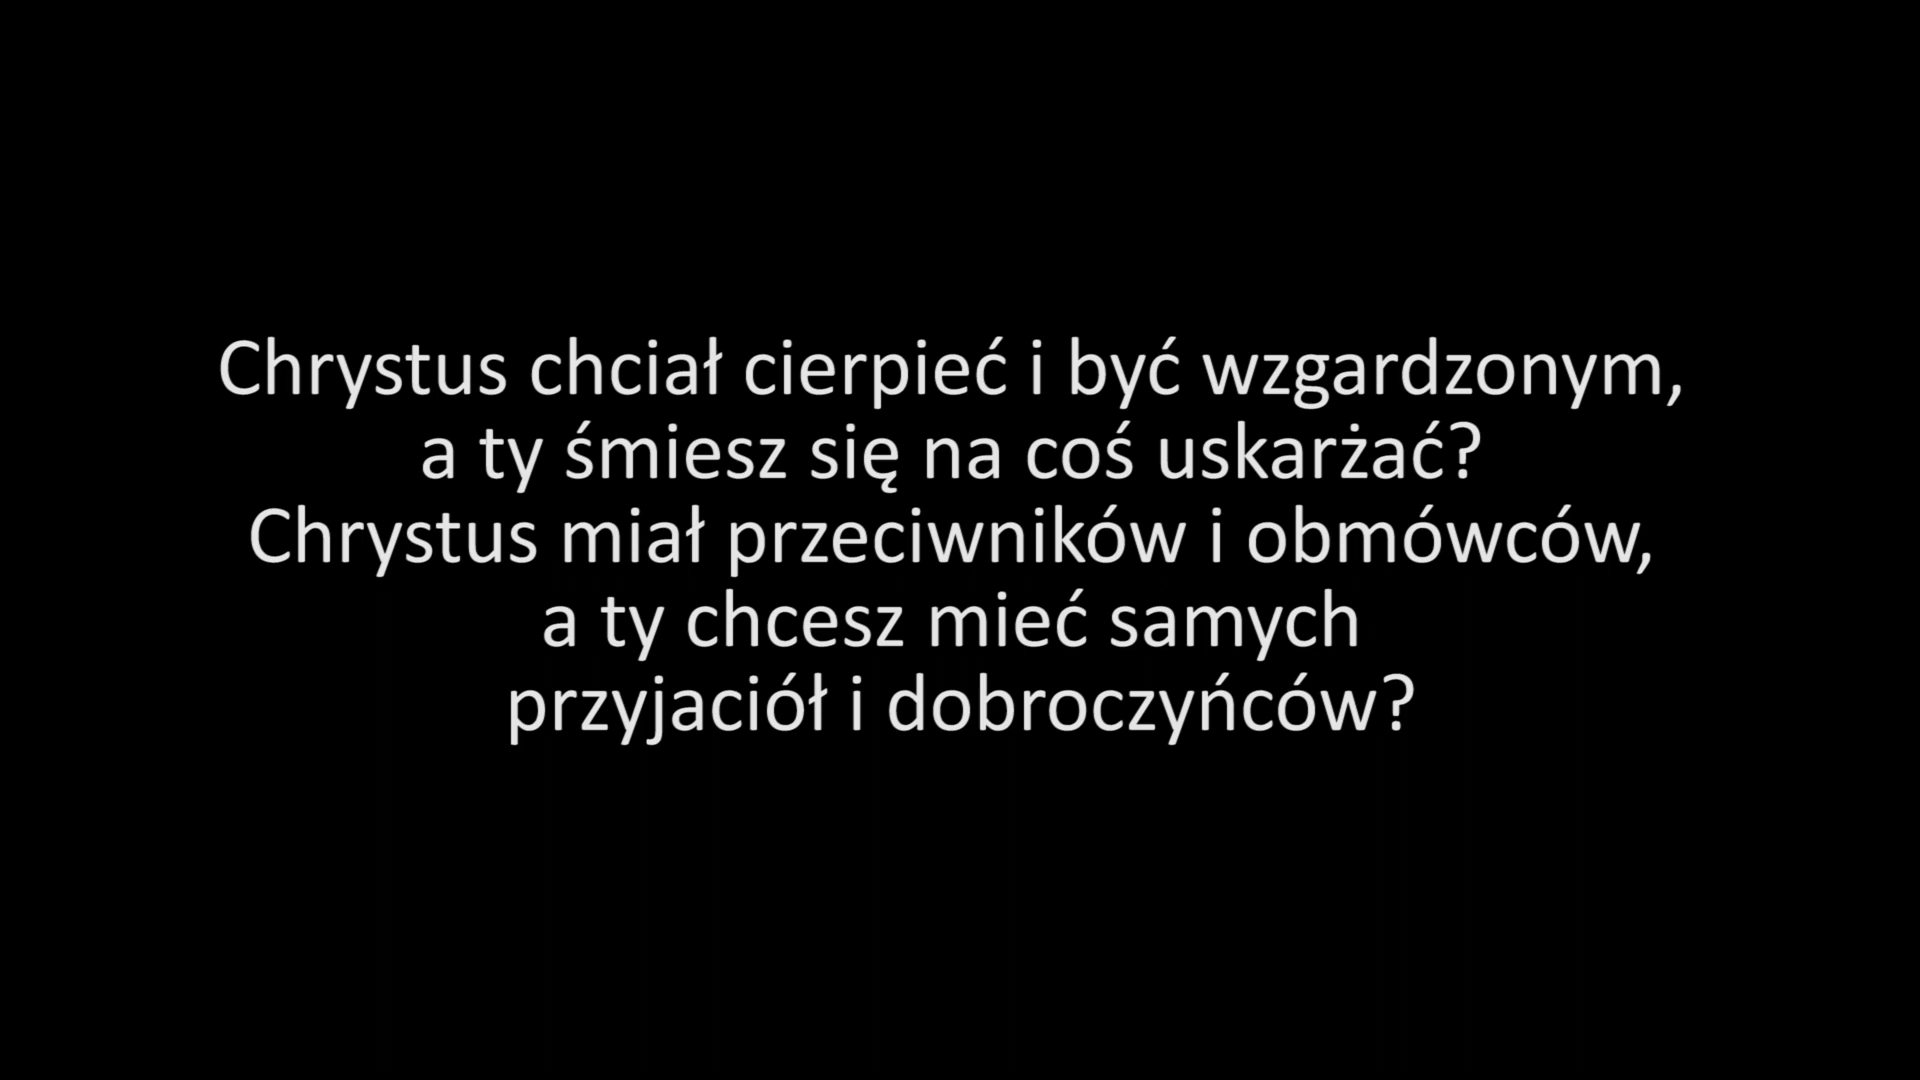 Chrystus chciał cierpieć i być wzgardzonym,
a ty śmiesz się na coś uskarżać?
Chrystus miał przeciwników i obmówców,
a ty chcesz mieć samych
przyjaciół i dobroczyńców?